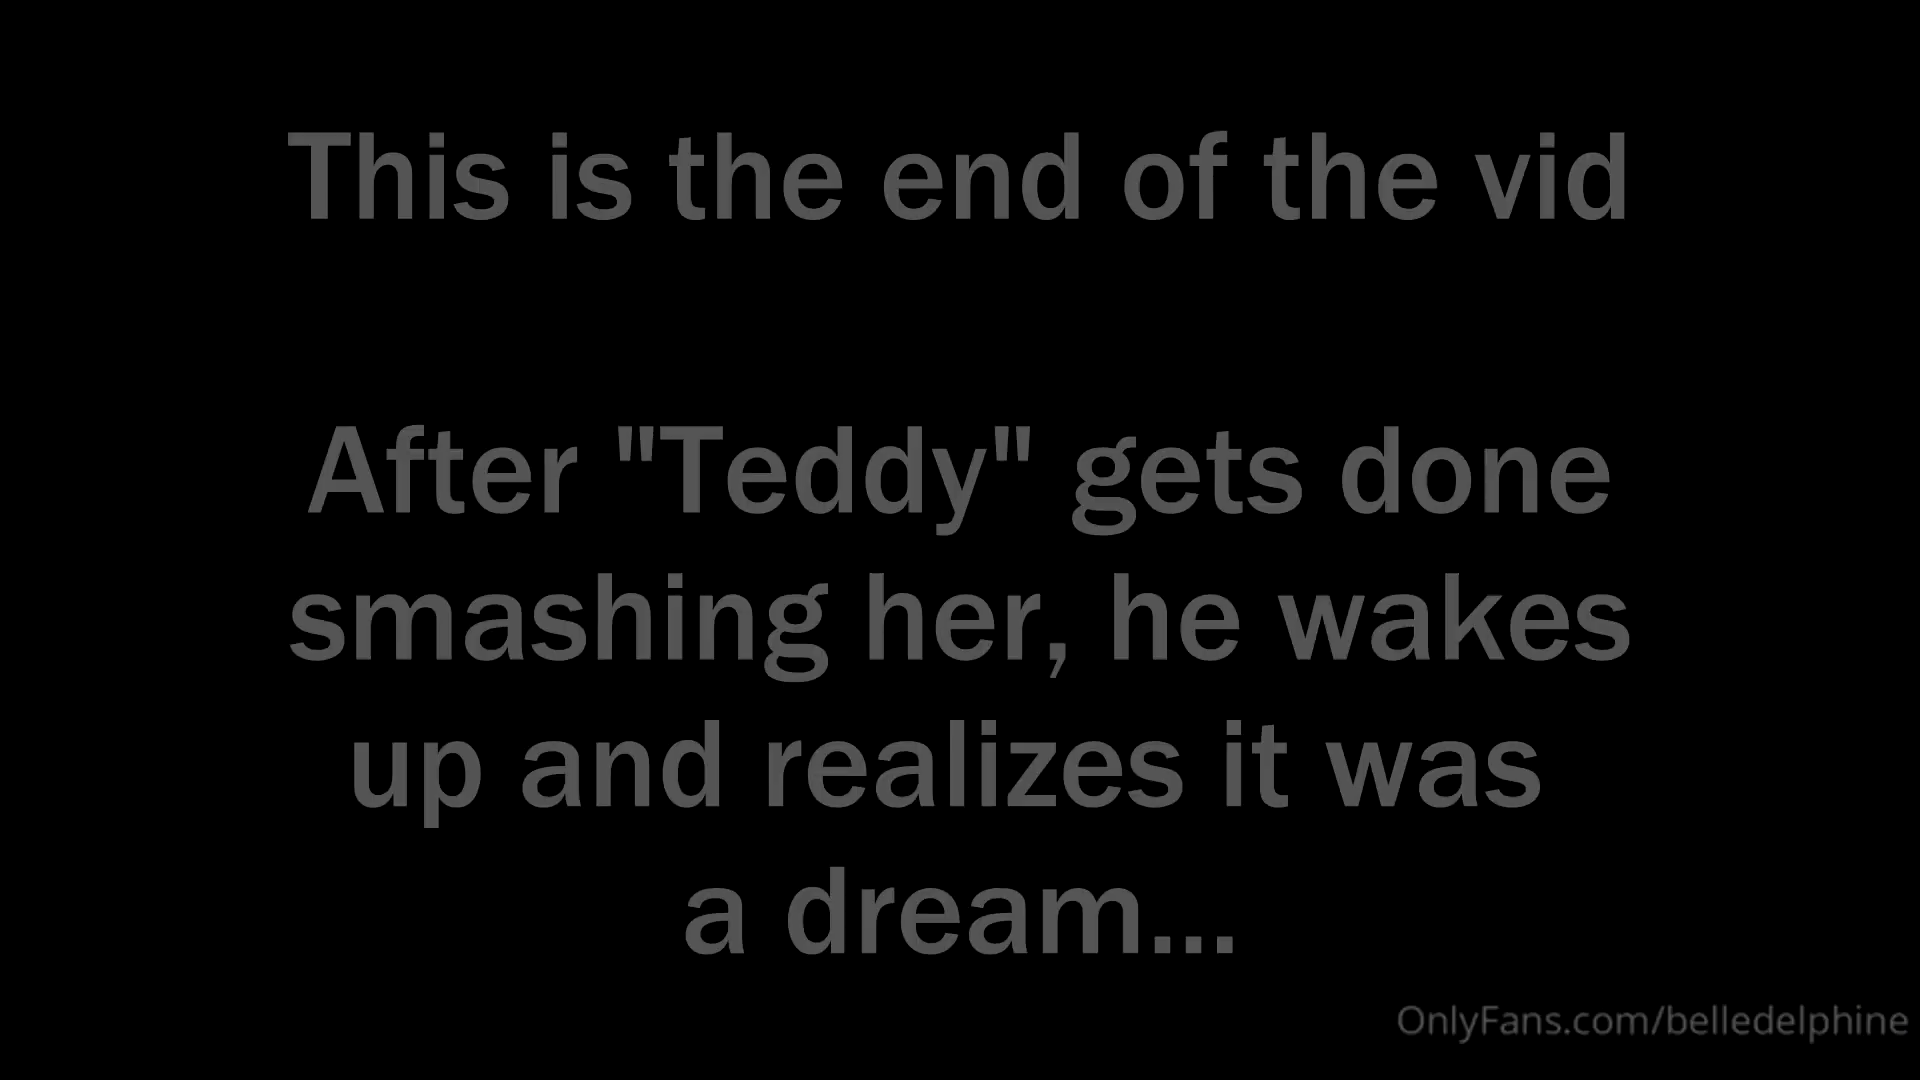 This is the end of the vid
After "Teddy" gets done
smashing her, he wakes
up and realizes it was
a dream...
OnlyFans.com/belledelphine